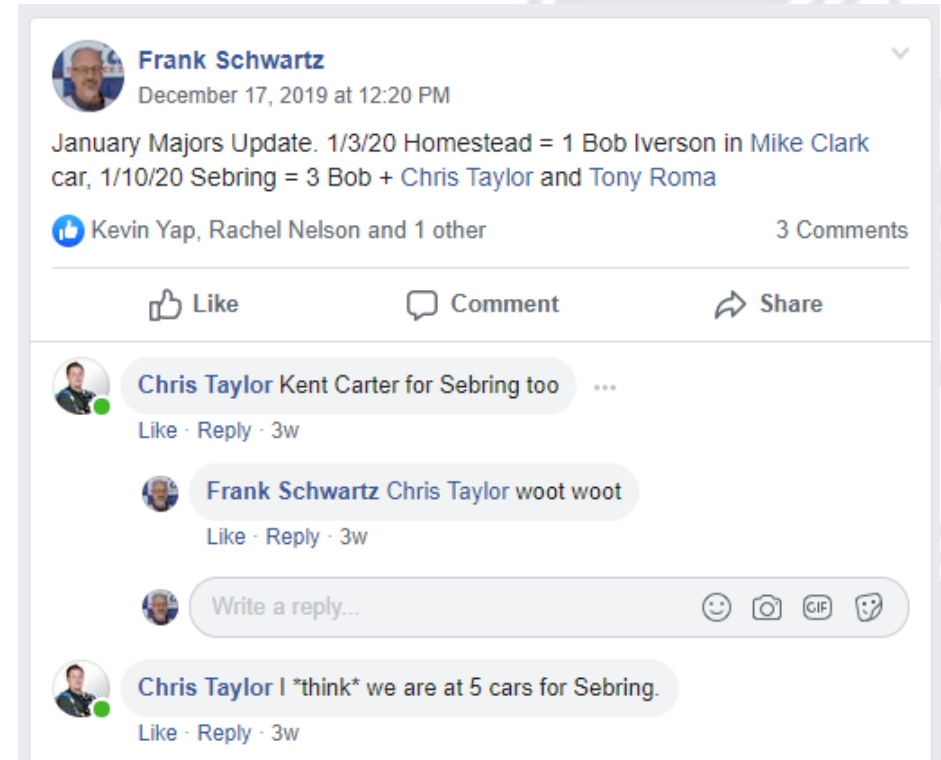 Frank Schwartz
December 17, 2019 at 12:20 PM
January Majors Update. 1/3/20 Homestead = 1 Bob Iverson in Mike Clark
car, 1/10/20 Sebring = 3 Bob + Chris Taylor and Tony Roma
Kevin Yap, Rachel Nelson and 1 other 3 Comments
Like Comment Share
Chris Taylor Kent Carter for Sebring too
Like · Reply · 3w
Frank Schwartz Chris Taylor woot woot
Like · Reply · 3w
Write a reply... GIF
Chris Taylor I *think* we are at 5 cars for Sebring.
Like · Reply · 3w